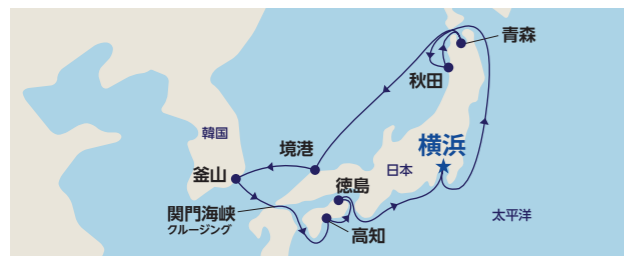 青森
秋田
韓国
境港
横浜
日本
釜山
徳島
関門海峡
クルージング
高知
太平洋